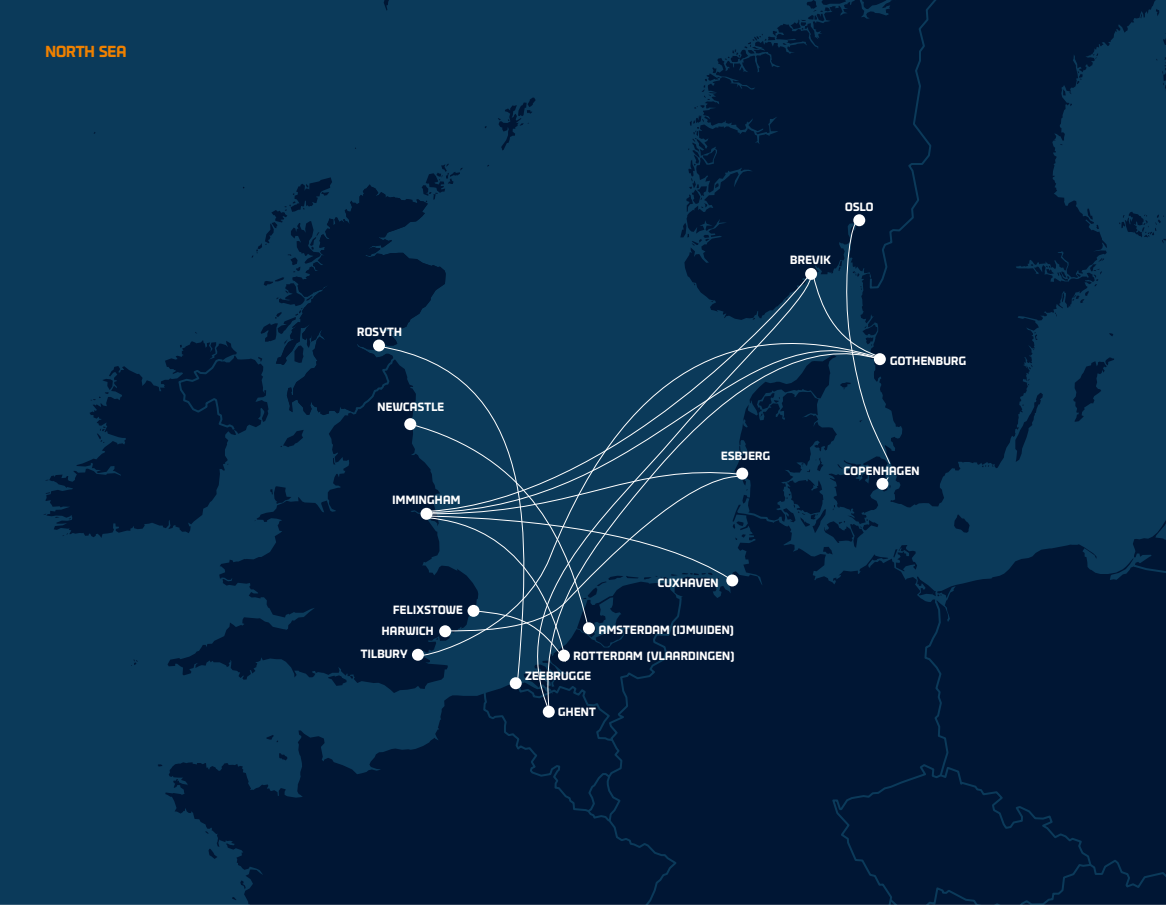 NORTH SEA
OSLO
BREVIK
ROSYTH
GOTHENBURG
NEWCASTLE
ESBJERG
COPENHAGEN
IMMINGHAM
CUXHAVEN
FELIXSTOWE
HARWICH
AMSTERDAM (IJMUIDEN)
TILBURY
ROTTERDAM (VLAARDINGEN)
ZEEBRUGGE
GHENT